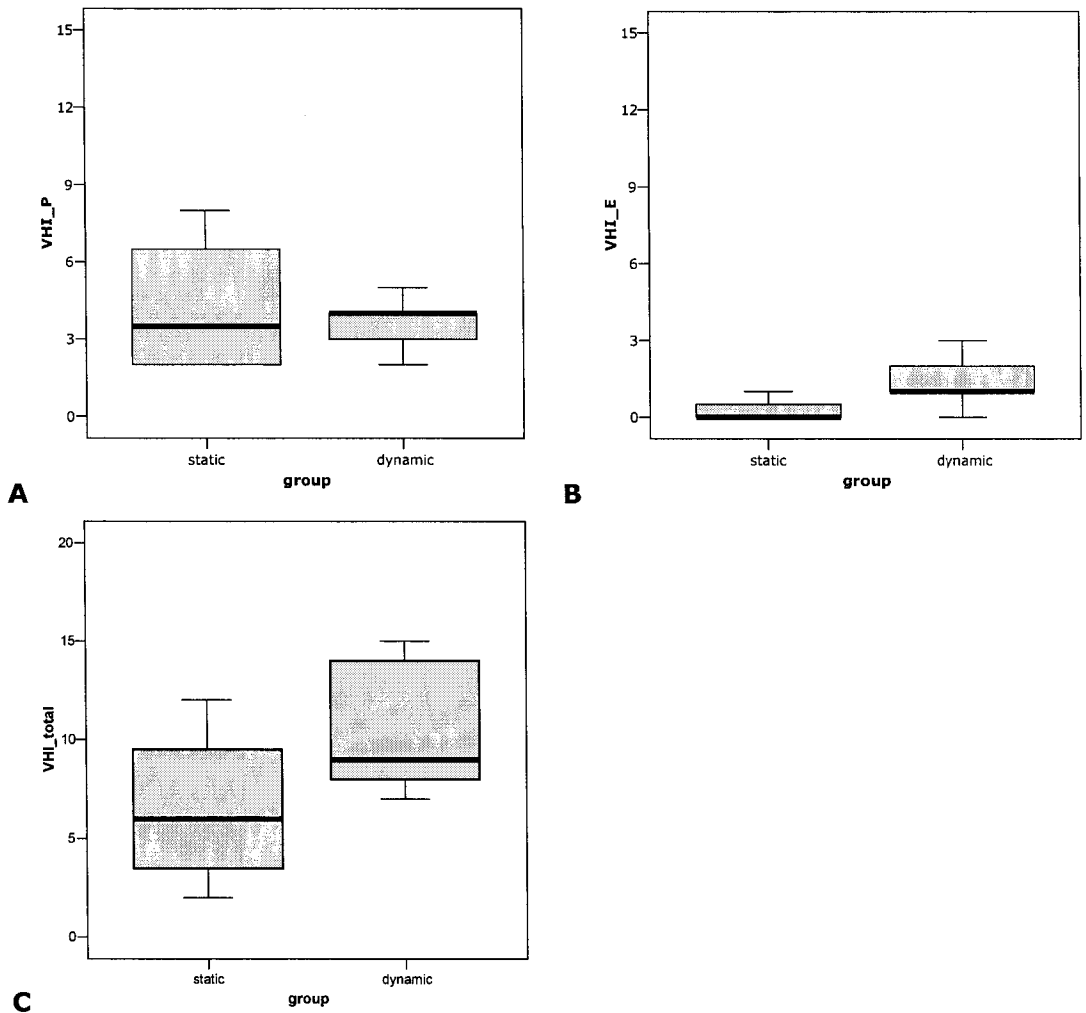 15
12
9
6
3
0
VHI_P
static
dynamic
group
A
15
12
9
6
3
0
VHI_E
static
dynamic
group
B
20
15
10
5
0
VHI_total
static
dynamic
group
C